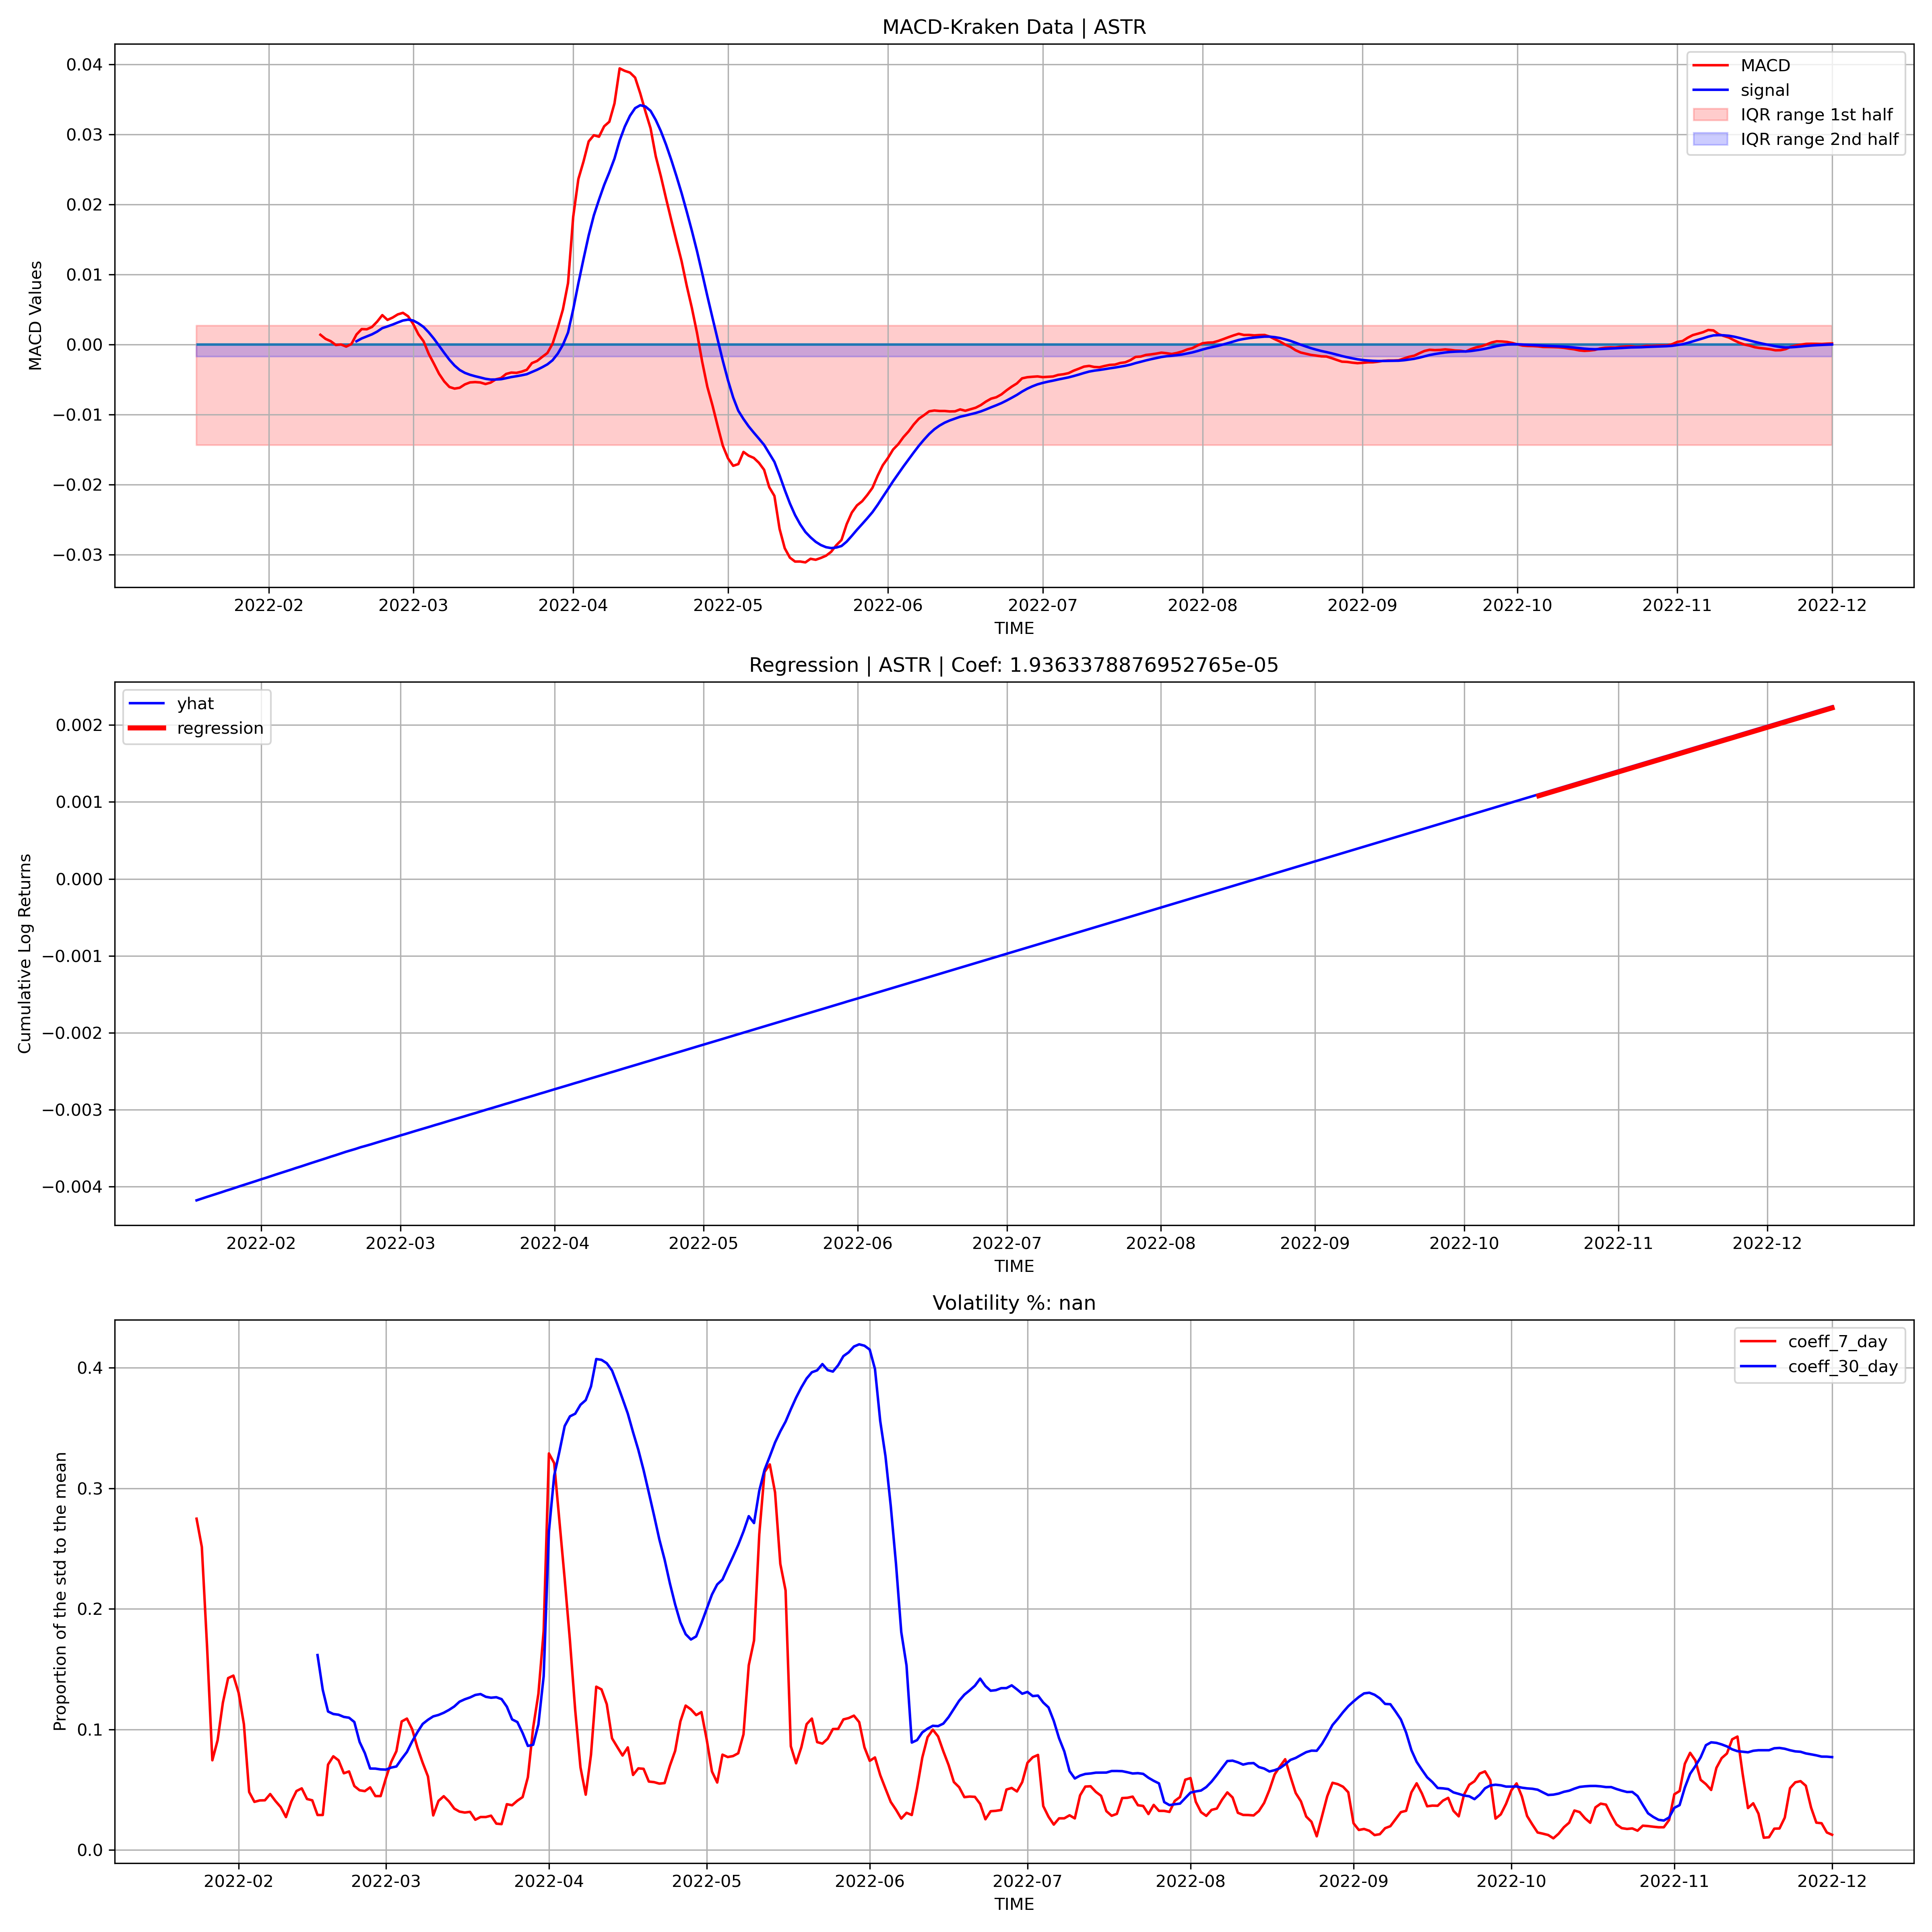 MACD-Kraken Data | ASTR
MACD Values
0.04
0.03
0.02
0.01
0.00
−0.01
−0.02
−0.03
MACD
signal
IQR range 1st half
IQR range 2nd half
2022-02 2022-03 2022-04 2022-05 2022-06 2022-07 2022-08 2022-09 2022-10 2022-11 2022-12
TIME
Regression | ASTR | Coef: 1.9363378876952765e-05
Cumulative Log Returns
yhat
regression
0.002
0.001
0.000
−0.001
−0.002
−0.003
−0.004
2022-02 2022-03 2022-04 2022-05 2022-06 2022-07 2022-08 2022-09 2022-10 2022-11 2022-12
TIME
Volatility %: nan
Proportion of the std to the mean
0.4
0.3
0.2
0.1
0.0
coeff_7_day
coeff_30_day
2022-02 2022-03 2022-04 2022-05 2022-06 2022-07 2022-08 2022-09 2022-10 2022-11 2022-12
TIME